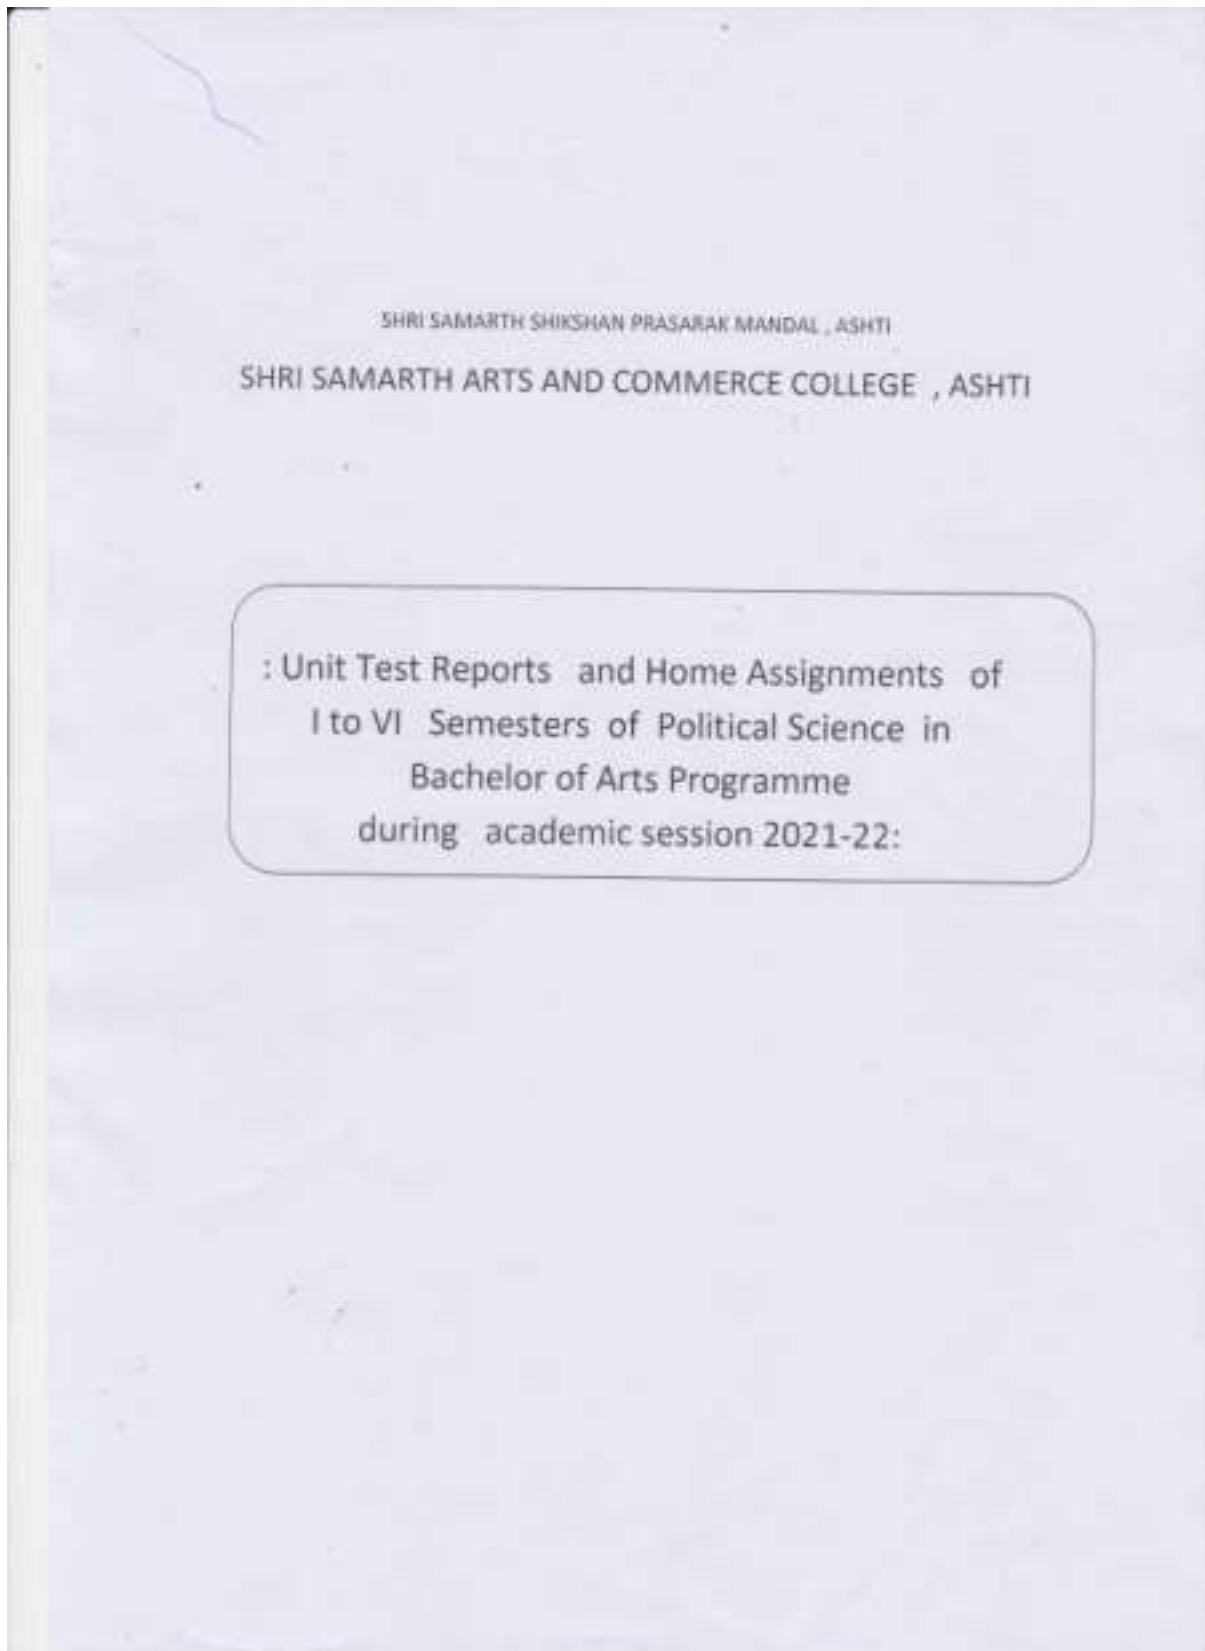 SHRI SAMARTH SHIKSHAN PRASARAK MANDAL , ASHTI
SHRI SAMARTH ARTS AND COMMERCE COLLEGE , ASHTI
: Unit Test Reports and Home Assignments of
I to VI Semesters of Political Science in
Bachelor of Arts Programme
during academic session 2021-22: